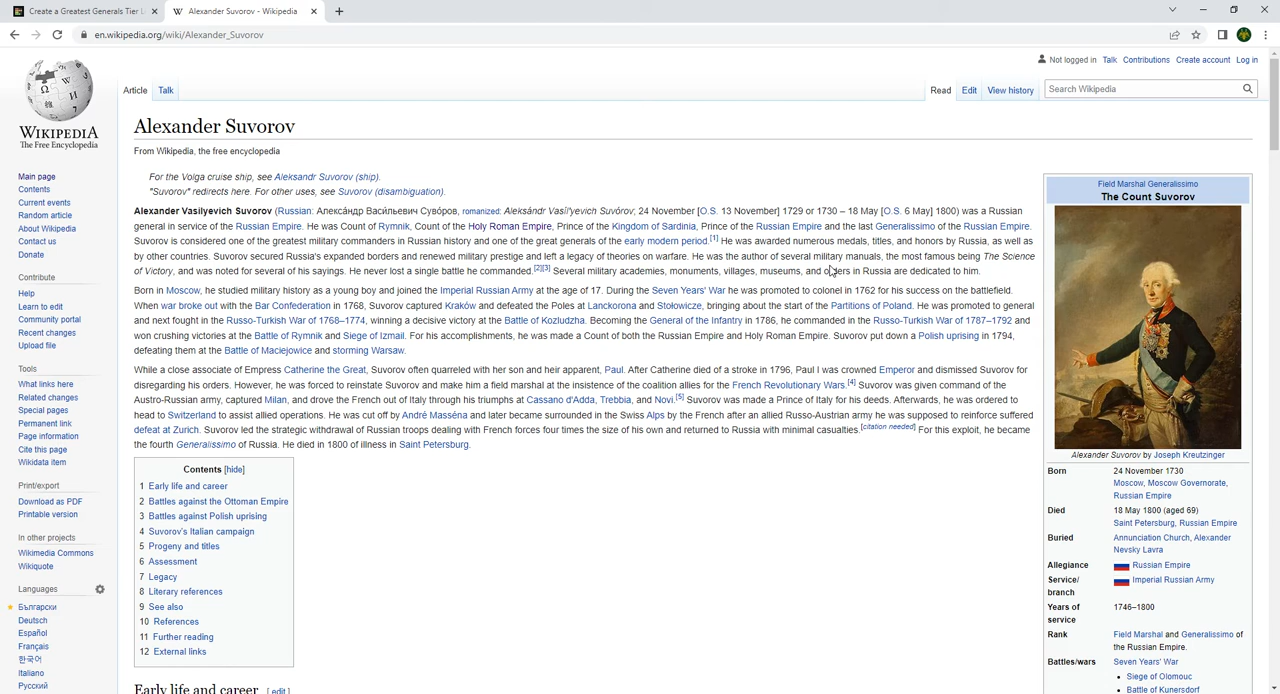 Create a Greatest Generals Tier L
Alexander Suvorov - Wikipedia
en.wikipedia.org/wiki/Alexander_Suvorov
Not logged in Talk Contributions Create account Log in
Article Talk Read Edit View history Search Wikipedia
WIKIPEDIA
The Free Encyclopedia
Main page
Contents
Current events
Random article
About Wikipedia
Contact us
Donate
Contribute
Help
Learn to edit
Community portal
Recent changes
Upload file
Tools
What links here
Related changes
Special pages
Permanent link
Page information
Cite this page
Wikidata item
Print/export
Download as PDF
Printable version
In other projects
Wikimedia Commons
Wikiquote
Languages
Български
Deutsch
Español
Français
한국어
Italiano
Русский
Alexander Suvorov
From Wikipedia, the free encyclopedia
For the Volga cruise ship, see Aleksandr Suvorov (ship).
"Suvorov" redirects here. For other uses, see Suvorov (disambiguation).
Alexander Vasilyevich Suvorov (Russian: Алекса́ндр Васи́льевич Суво́ров, romanized: Aleksándr Vasíl'yevich Suvórov; 24 November [O.S. 13 November] 1729 or 1730 – 18 May [O.S. 6 May] 1800) was a Russian
general in service of the Russian Empire. He was Count of Rymnik, Count of the Holy Roman Empire, Prince of the Kingdom of Sardinia, Prince of the Russian Empire and the last Generalissimo of the Russian Empire.
Suvorov is considered one of the greatest military commanders in Russian history and one of the great generals of the early modern period.[1] He was awarded numerous medals, titles, and honors by Russia, as well as
by other countries. Suvorov secured Russia's expanded borders and renewed military prestige and left a legacy of theories on warfare. He was the author of several military manuals, the most famous being The Science
of Victory, and was noted for several of his sayings. He never lost a single battle he commanded.[2][3] Several military academies, monuments, villages, museums, and orders in Russia are dedicated to him.
Born in Moscow, he studied military history as a young boy and joined the Imperial Russian Army at the age of 17. During the Seven Years' War he was promoted to colonel in 1762 for his success on the battlefield.
When war broke out with the Bar Confederation in 1768, Suvorov captured Kraków and defeated the Poles at Lanckorona and Stołowicze, bringing about the start of the Partitions of Poland. He was promoted to general
and next fought in the Russo-Turkish War of 1768–1774, winning a decisive victory at the Battle of Kozludzha. Becoming the General of the Infantry in 1786, he commanded in the Russo-Turkish War of 1787–1792 and
won crushing victories at the Battle of Rymnik and Siege of Izmail. For his accomplishments, he was made a Count of both the Russian Empire and Holy Roman Empire. Suvorov put down a Polish uprising in 1794,
defeating them at the Battle of Maciejowice and storming Warsaw.
While a close associate of Empress Catherine the Great, Suvorov often quarreled with her son and heir apparent, Paul. After Catherine died of a stroke in 1796, Paul I was crowned Emperor and dismissed Suvorov for
disregarding his orders. However, he was forced to reinstate Suvorov and make him a field marshal at the insistence of the coalition allies for the French Revolutionary Wars.[4] Suvorov was given command of the
Austro-Russian army, captured Milan, and drove the French out of Italy through his triumphs at Cassano d'Adda, Trebbia, and Novi.[5] Suvorov was made a Prince of Italy for his deeds. Afterwards, he was ordered to
head to Switzerland to assist allied operations. He was cut off by André Masséna and later became surrounded in the Swiss Alps by the French after an allied Russo-Austrian army he was supposed to reinforce suffered
defeat at Zurich. Suvorov led the strategic withdrawal of Russian troops dealing with French forces four times the size of his own and returned to Russia with minimal casualties.[citation needed] For this exploit, he became
the fourth Generalissimo of Russia. He died in 1800 of illness in Saint Petersburg.
Contents [hide]
1 Early life and career
2 Battles against the Ottoman Empire
3 Battles against Polish uprising
4 Suvorov's Italian campaign
5 Progeny and titles
6 Assessment
7 Legacy
8 Literary references
9 See also
10 References
11 Further reading
12 External links
Early life and career [ edit ]
Field Marshal Generalissimo
The Count Suvorov
Alexander Suvorov by Joseph Kreutzinger
Born 24 November 1730
Moscow, Moscow Governorate,
Russian Empire
Died 18 May 1800 (aged 69)
Saint Petersburg, Russian Empire
Buried Annunciation Church, Alexander
Nevsky Lavra
Allegiance Russian Empire
Service/ Imperial Russian Army
branch
Years of 1746–1800
service
Rank Field Marshal and Generalissimo of
the Russian Empire.
Battles/wars Seven Years' War
• Siege of Olomouc
• Battle of Kunersdorf